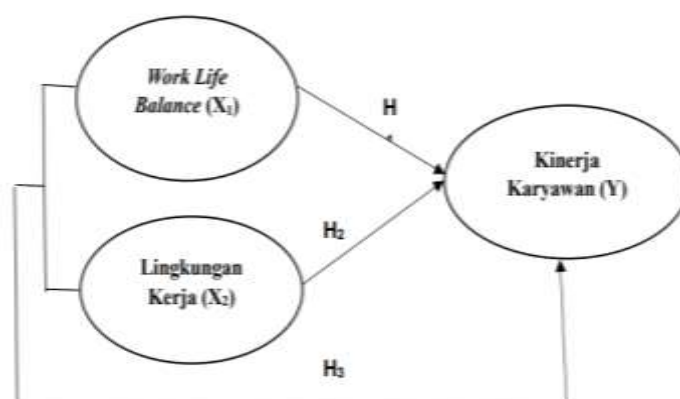 Work Life
Balance (X₁)
H
Kinerja
Karyawan (Y)
H₂
Lingkungan
Kerja (X₂)
H₃